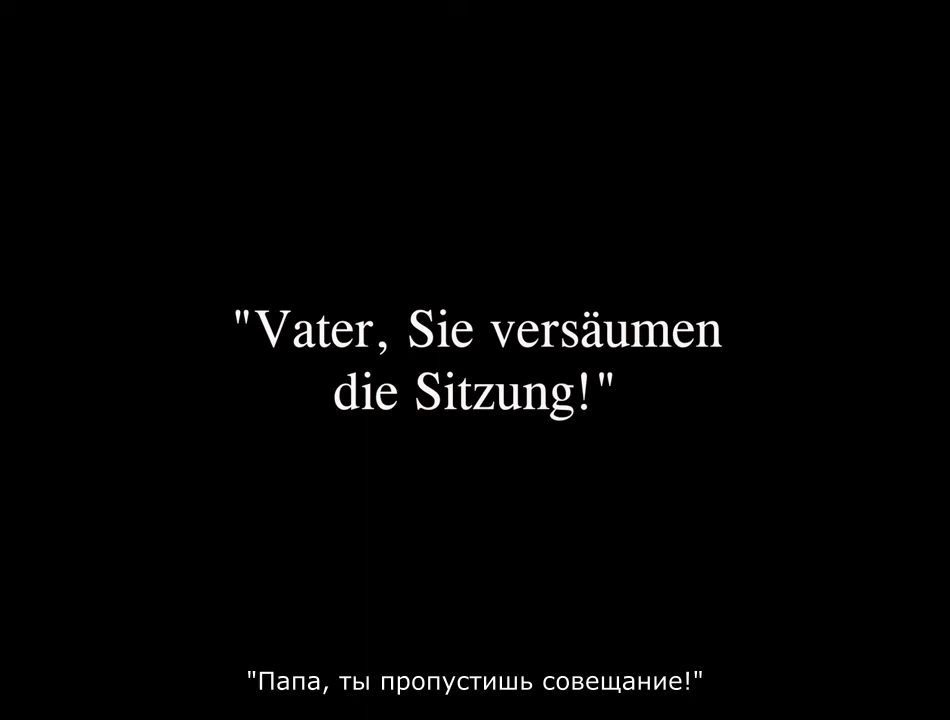 "Vater, Sie versäumen
die Sitzung!"
"Папа, ты пропустишь совещание!"